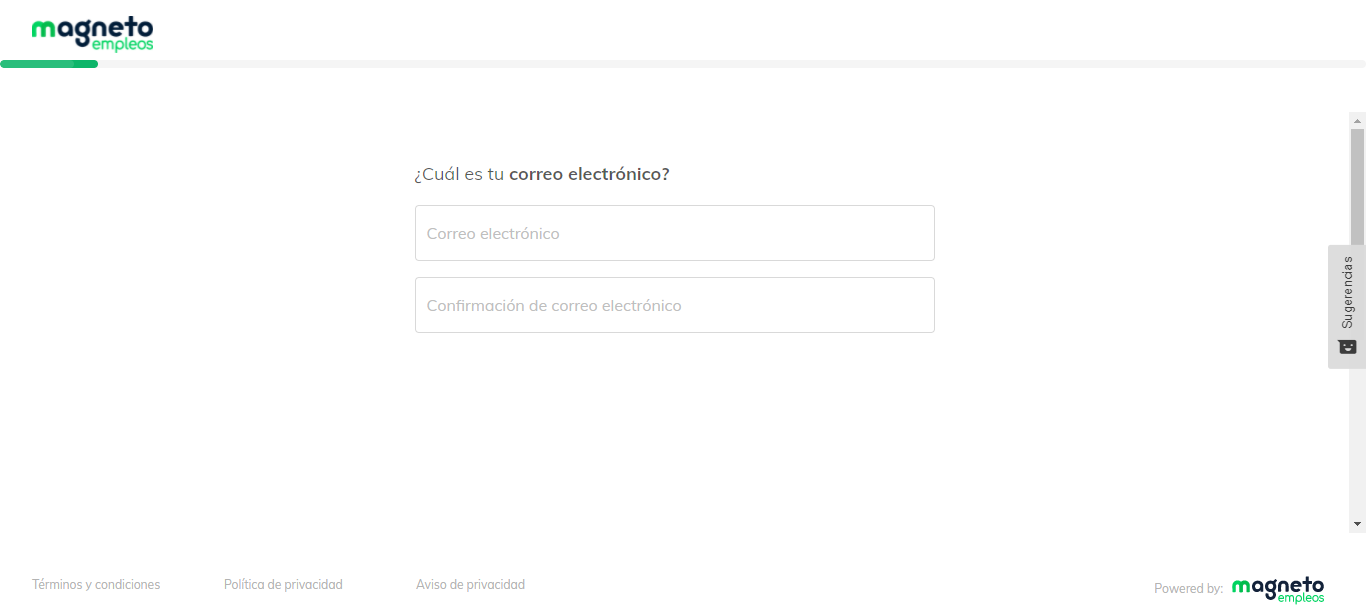 magneto
empleos
¿Cuál es tu correo electrónico?
Correo electrónico
Confirmación de correo electrónico
Sugerencias
Términos y condiciones
Política de privacidad
Aviso de privacidad
Powered by: magneto
empleos